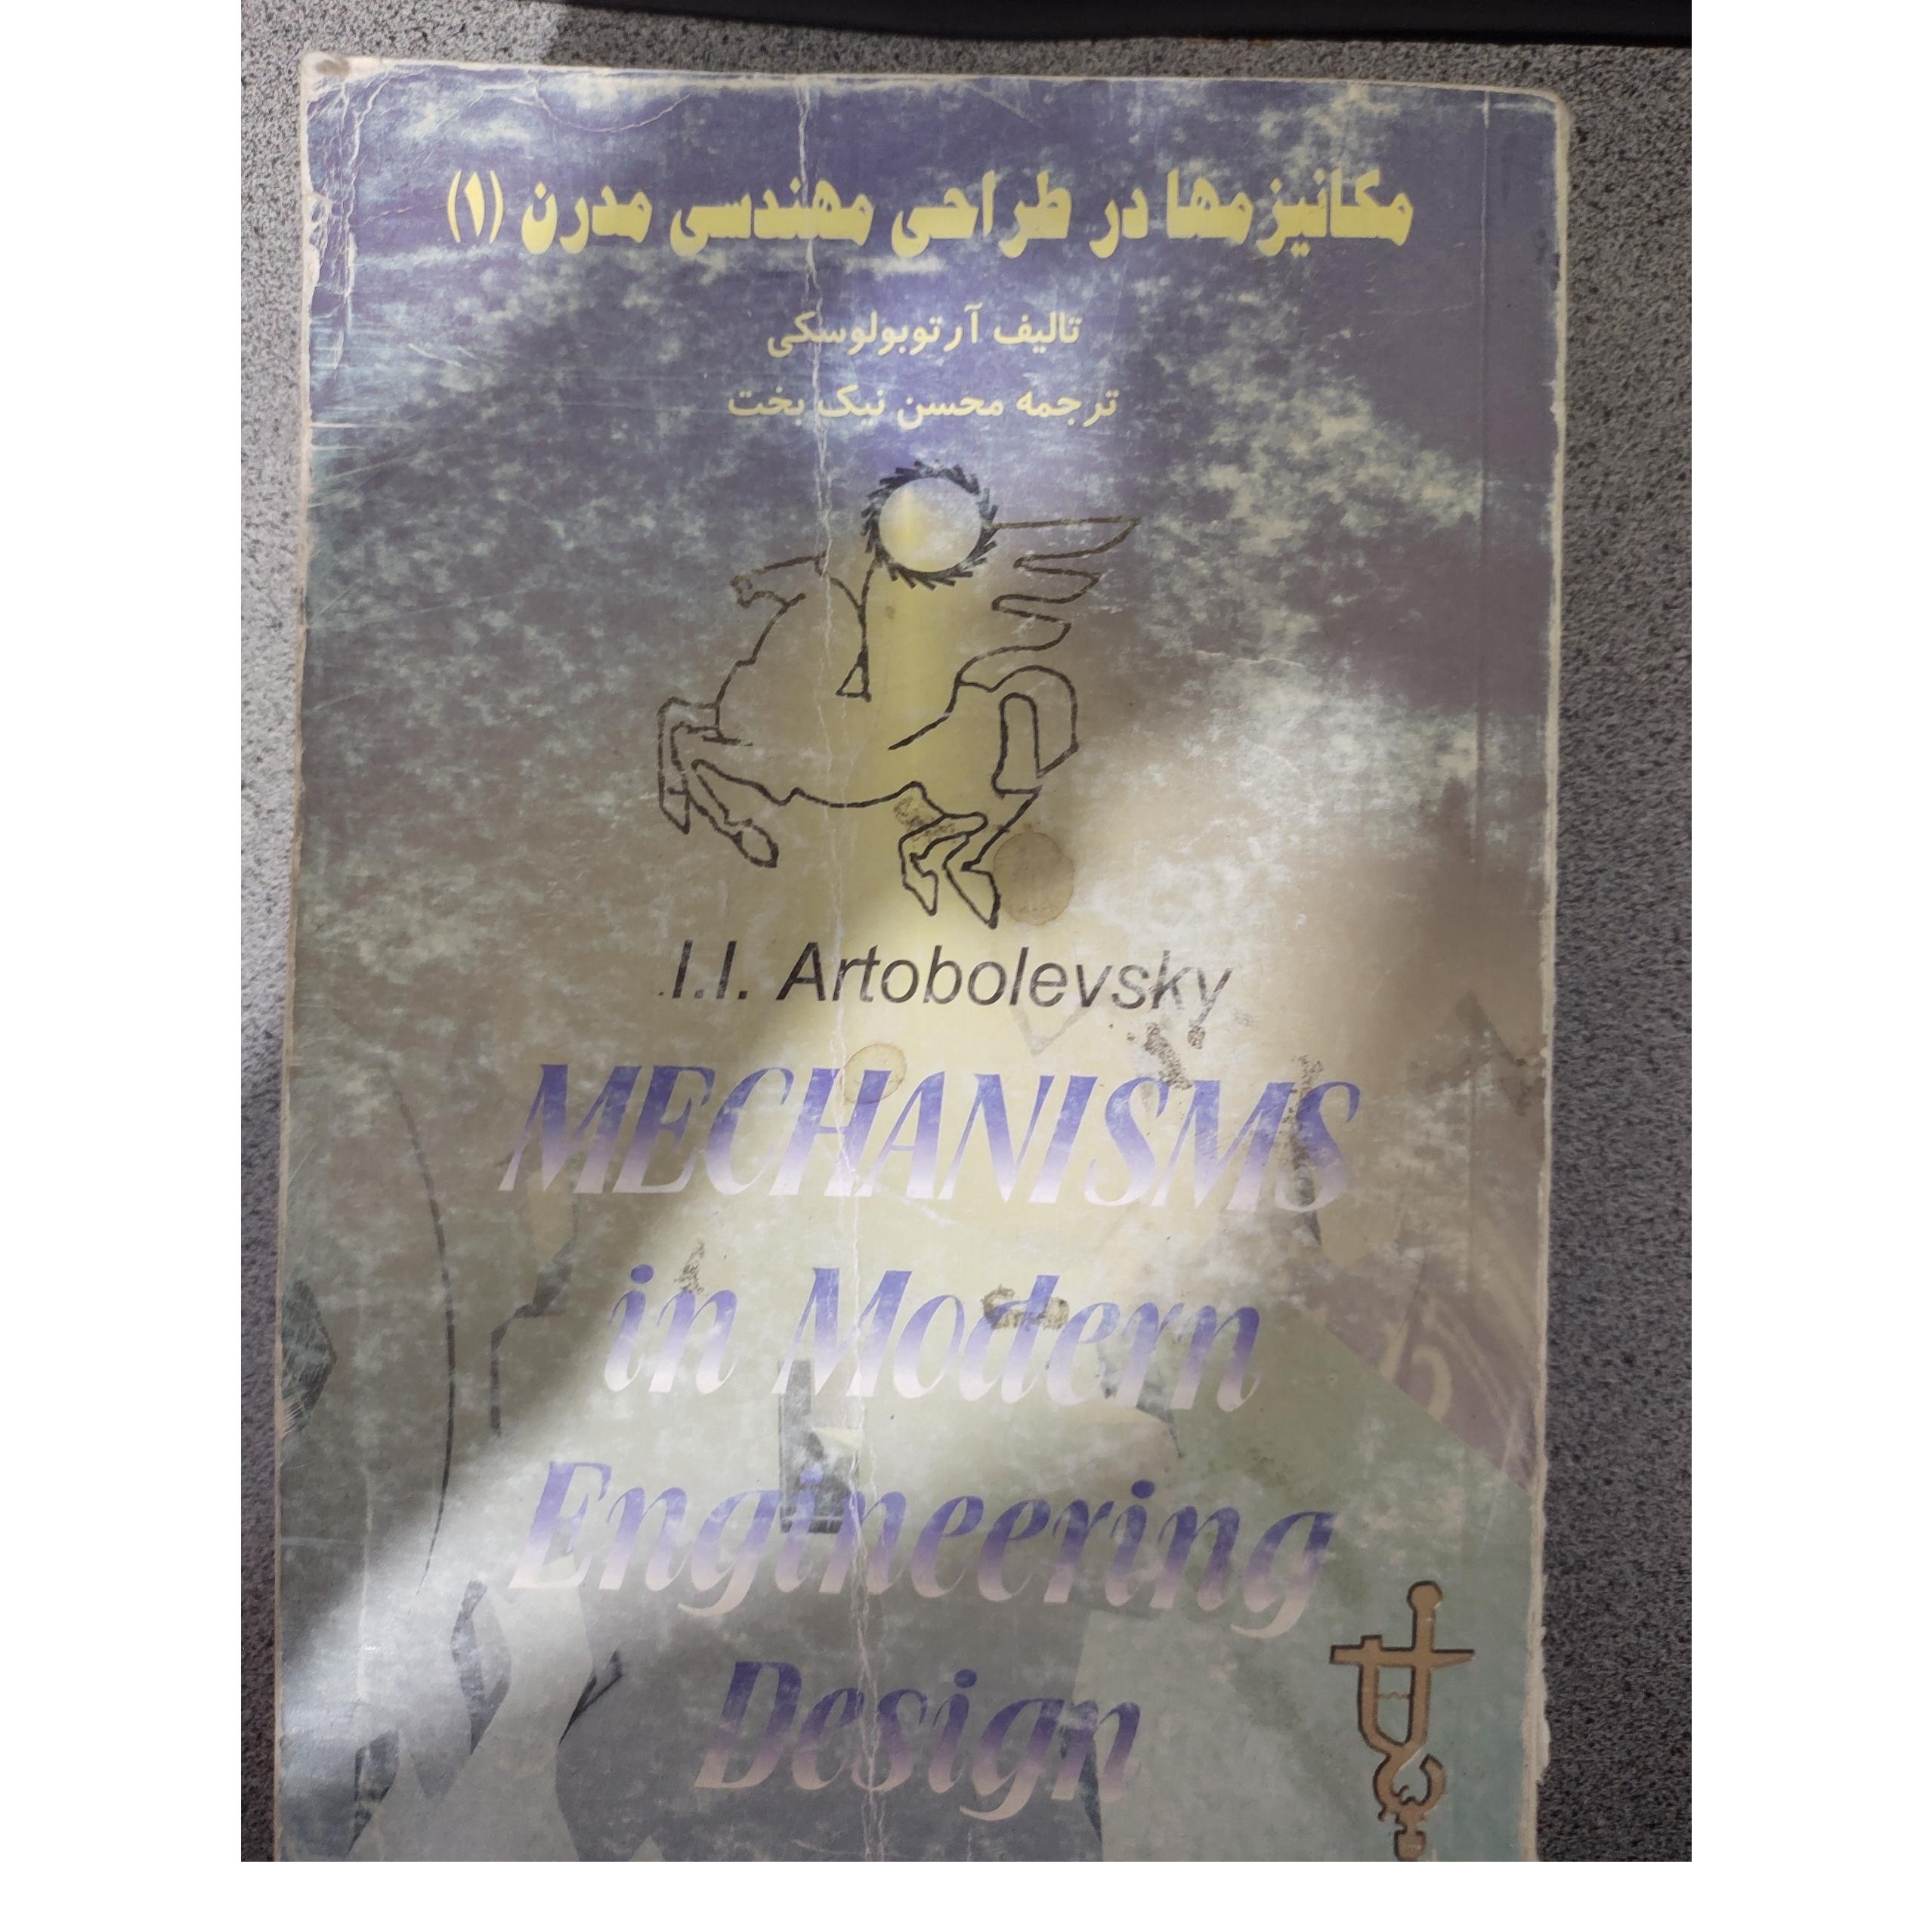 مکانیزمها در طراحی مهندسی مدرن (۱)
تالیف آرتوبولوسکی
ترجمه محسن نیک بخت
I.I. Artobolevsky
MECHANISMS
in Modern
Engineering
Design